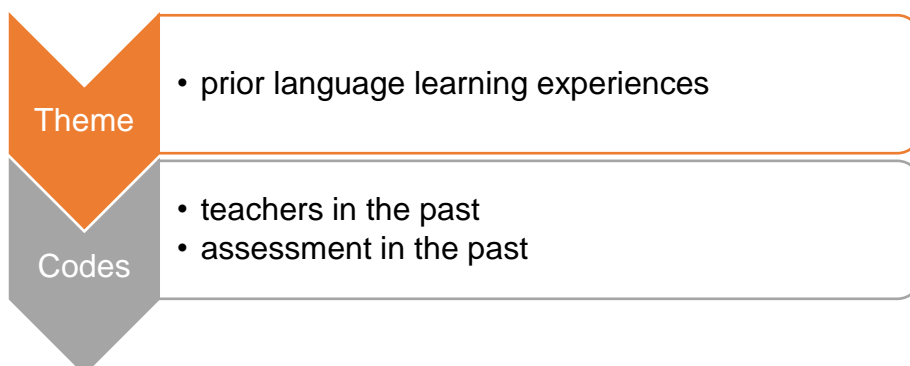 Theme
• prior language learning experiences
Codes
• teachers in the past
• assessment in the past